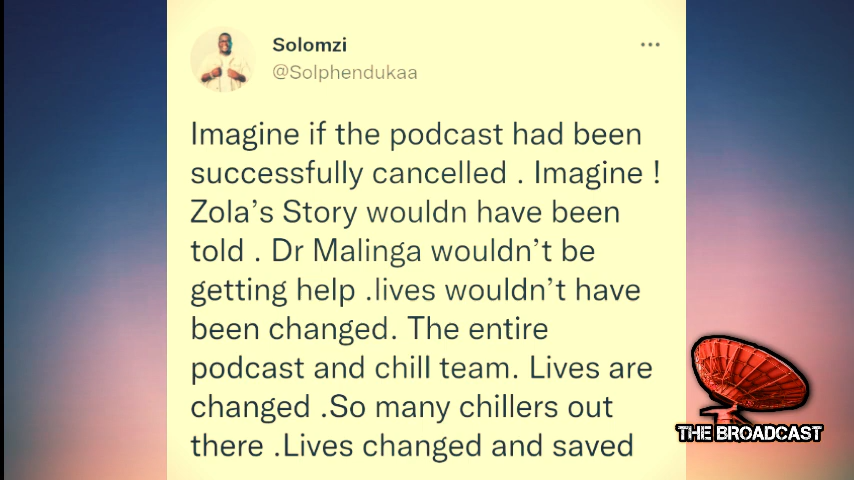 Solomzi
@Solphendukaa
Imagine if the podcast had been
successfully cancelled . Imagine !
Zola’s Story wouldn have been
told . Dr Malinga wouldn’t be
getting help .lives wouldn’t have
been changed. The entire
podcast and chill team. Lives are
changed .So many chillers out
there .Lives changed and saved
THE BROADCAST